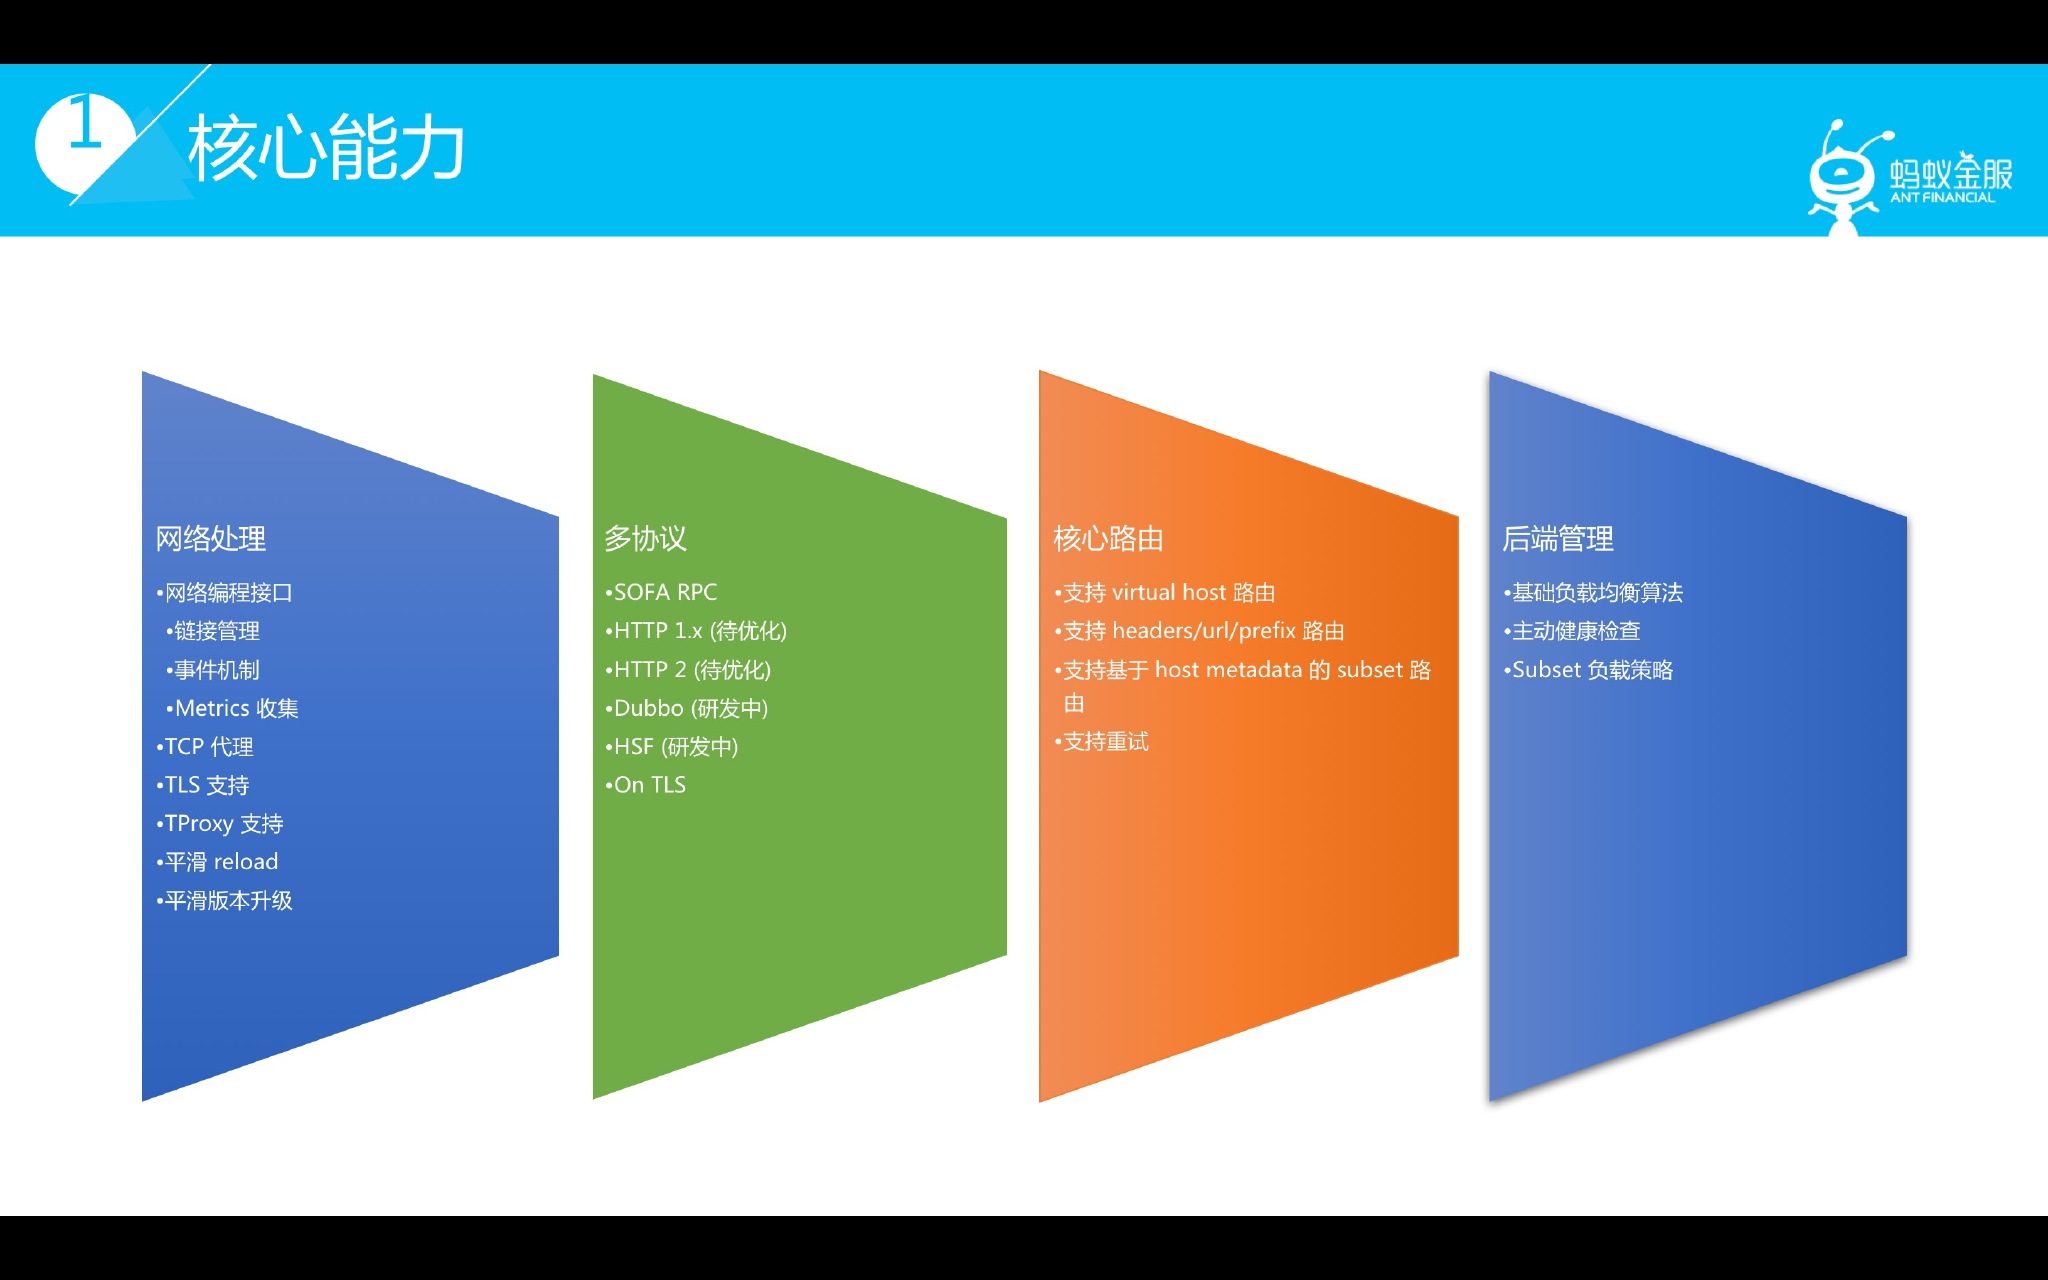 1
核心能力
蚂蚁金服
ANT FINANCIAL
网络处理
•网络编程接口
•链接管理
•事件机制
•Metrics 收集
•TCP 代理
•TLS 支持
•TProxy 支持
•平滑 reload
•平滑版本升级
多协议
•SOFA RPC
•HTTP 1.x (待优化)
•HTTP 2 (待优化)
•Dubbo (研发中)
•HSF (研发中)
•On TLS
核心路由
•支持 virtual host 路由
•支持 headers/url/prefix 路由
•支持基于 host metadata 的 subset 路
由
•支持重试
后端管理
•基础负载均衡算法
•主动健康检查
•Subset 负载策略